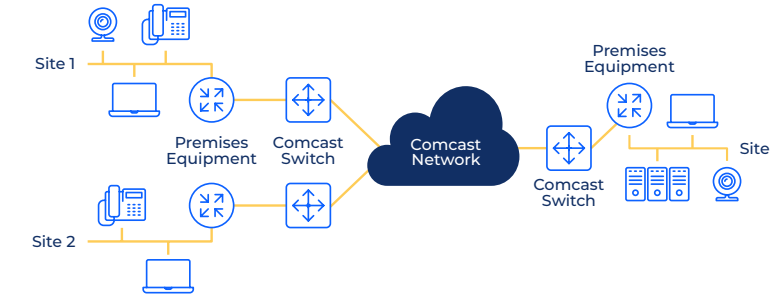 Site 1
Premises
Equipment
Comcast
Switch
Site 2
Comcast
Network
Premises
Equipment
Comcast
Switch
Site